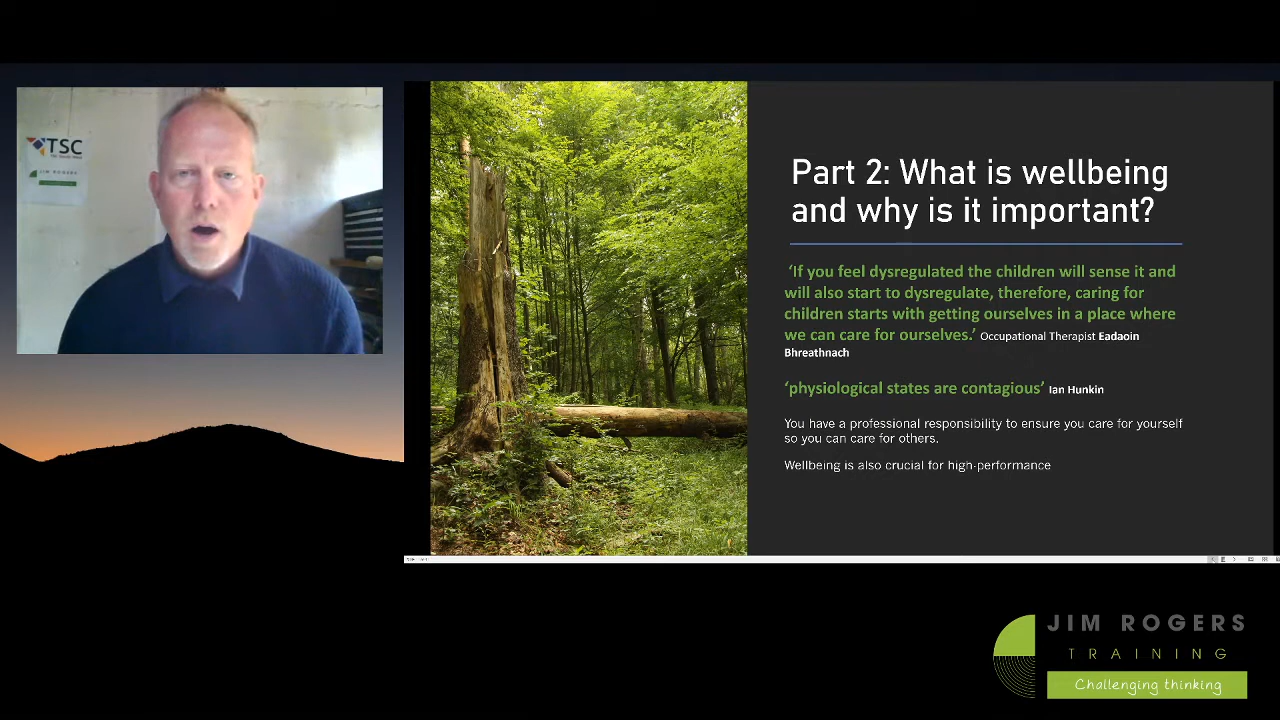 TSC
JIM ROGERS
Part 2: What is wellbeing
and why is it important?
‘If you feel dysregulated the children will sense it and
will also start to dysregulate, therefore, caring for
children starts with getting ourselves in a place where
we can care for ourselves.’ Occupational Therapist Eadaoin
Bhreathnach
‘physiological states are contagious’ Ian Hunkin
You have a professional responsibility to ensure you care for yourself
so you can care for others.
Wellbeing is also crucial for high-performance
JIM ROGERS
TRAINING
Challenging thinking